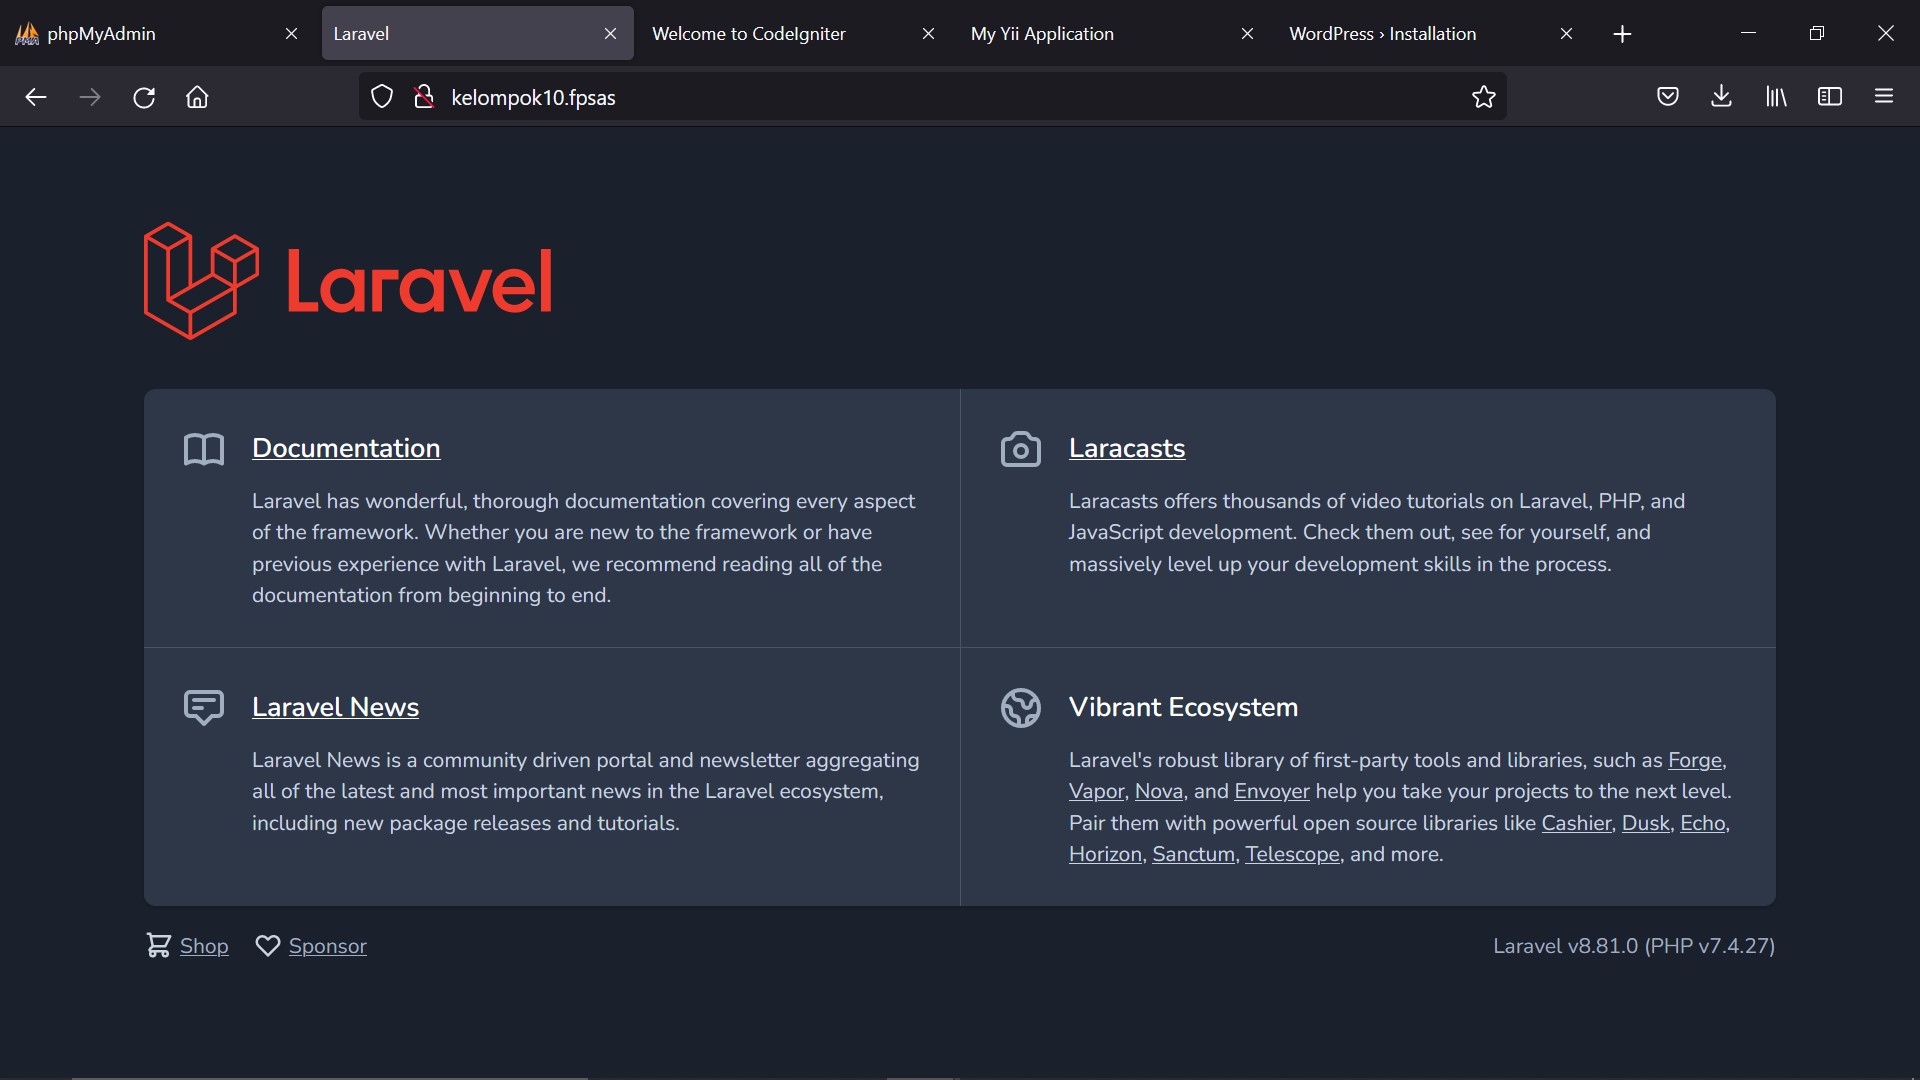 phpMyAdmin
Laravel
Welcome to CodeIgniter
My Yii Application
WordPress › Installation
kelompok10.fpsas
Laravel
Documentation
Laravel has wonderful, thorough documentation covering every aspect
of the framework. Whether you are new to the framework or have
previous experience with Laravel, we recommend reading all of the
documentation from beginning to end.
Laracasts
Laracasts offers thousands of video tutorials on Laravel, PHP, and
JavaScript development. Check them out, see for yourself, and
massively level up your development skills in the process.
Laravel News
Laravel News is a community driven portal and newsletter aggregating
all of the latest and most important news in the Laravel ecosystem,
including new package releases and tutorials.
Vibrant Ecosystem
Laravel's robust library of first-party tools and libraries, such as Forge,
Vapor, Nova, and Envoyer help you take your projects to the next level.
Pair them with powerful open source libraries like Cashier, Dusk, Echo,
Horizon, Sanctum, Telescope, and more.
Shop
Sponsor
Laravel v8.81.0 (PHP v7.4.27)